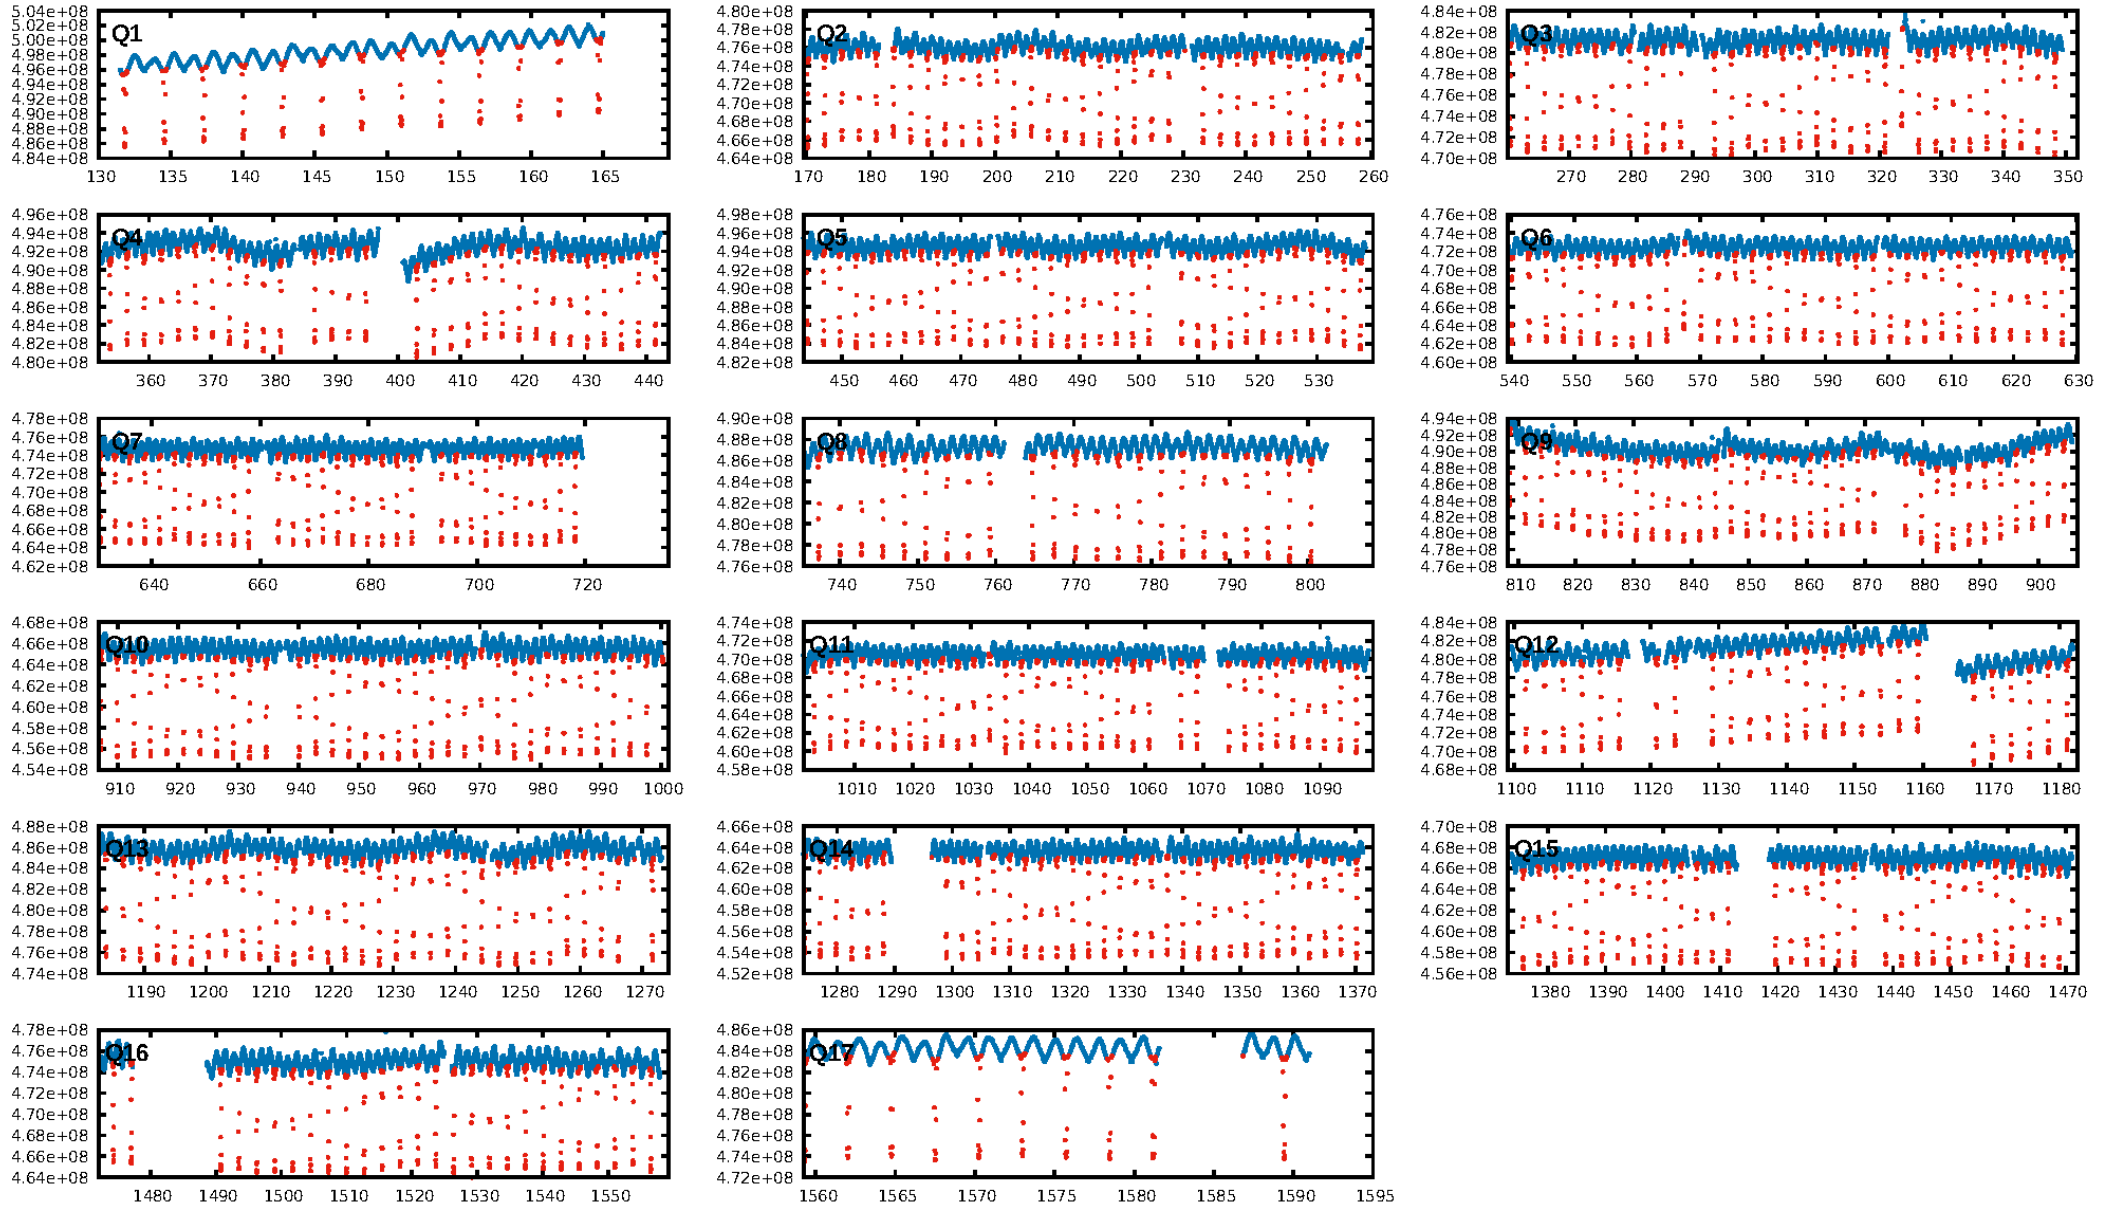 5.04e+08
5.02e+08
5.00e+08
4.98e+08
4.96e+08
4.94e+08
4.92e+08
4.90e+08
4.88e+08
4.86e+08
4.84e+08
Q1
130 135 140 145 150 155 160 165
4.80e+08
4.78e+08
4.76e+08
4.74e+08
4.72e+08
4.70e+08
4.68e+08
4.66e+08
4.64e+08
Q2
170 180 190 200 210 220 230 240 250 260
4.84e+08
4.82e+08
4.80e+08
4.78e+08
4.76e+08
4.74e+08
4.72e+08
4.70e+08
Q3
270 280 290 300 310 320 330 340 350
4.96e+08
4.94e+08
4.92e+08
4.90e+08
4.88e+08
4.86e+08
4.84e+08
4.82e+08
4.80e+08
Q4
360 370 380 390 400 410 420 430 440
4.98e+08
4.96e+08
4.94e+08
4.92e+08
4.90e+08
4.88e+08
4.86e+08
4.84e+08
4.82e+08
Q5
450 460 470 480 490 500 510 520 530
4.76e+08
4.74e+08
4.72e+08
4.70e+08
4.68e+08
4.66e+08
4.64e+08
4.62e+08
4.60e+08
Q6
540 550 560 570 580 590 600 610 620 630
4.78e+08
4.76e+08
4.74e+08
4.72e+08
4.70e+08
4.68e+08
4.66e+08
4.64e+08
4.62e+08
Q7
640 660 680 700 720
4.90e+08
4.88e+08
4.86e+08
4.84e+08
4.82e+08
4.80e+08
4.78e+08
4.76e+08
Q8
740 750 760 770 780 790 800
4.94e+08
4.92e+08
4.90e+08
4.88e+08
4.86e+08
4.84e+08
4.82e+08
4.80e+08
4.78e+08
4.76e+08
Q9
810 820 830 840 850 860 870 880 890 900
4.68e+08
4.66e+08
4.64e+08
4.62e+08
4.60e+08
4.58e+08
4.56e+08
4.54e+08
Q10
910 920 930 940 950 960 970 980 990 1000
4.74e+08
4.72e+08
4.70e+08
4.68e+08
4.66e+08
4.64e+08
4.62e+08
4.60e+08
4.58e+08
Q11
1010 1020 1030 1040 1050 1060 1070 1080 1090
4.84e+08
4.82e+08
4.80e+08
4.78e+08
4.76e+08
4.74e+08
4.72e+08
4.70e+08
4.68e+08
Q12
1100 1110 1120 1130 1140 1150 1160 1170 1180
4.88e+08
4.86e+08
4.84e+08
4.82e+08
4.80e+08
4.78e+08
4.76e+08
4.74e+08
Q13
1190 1200 1210 1220 1230 1240 1250 1260 1270
4.66e+08
4.64e+08
4.62e+08
4.60e+08
4.58e+08
4.56e+08
4.54e+08
4.52e+08
Q14
1280 1290 1300 1310 1320 1330 1340 1350 1360 1370
4.70e+08
4.68e+08
4.66e+08
4.64e+08
4.62e+08
4.60e+08
4.58e+08
4.56e+08
Q15
1380 1390 1400 1410 1420 1430 1440 1450 1460 1470
4.78e+08
4.76e+08
4.74e+08
4.72e+08
4.70e+08
4.68e+08
4.66e+08
4.64e+08
Q16
1480 1490 1500 1510 1520 1530 1540 1550
4.86e+08
4.84e+08
4.82e+08
4.80e+08
4.78e+08
4.76e+08
4.74e+08
4.72e+08
Q17
1560 1565 1570 1575 1580 1585 1590 1595